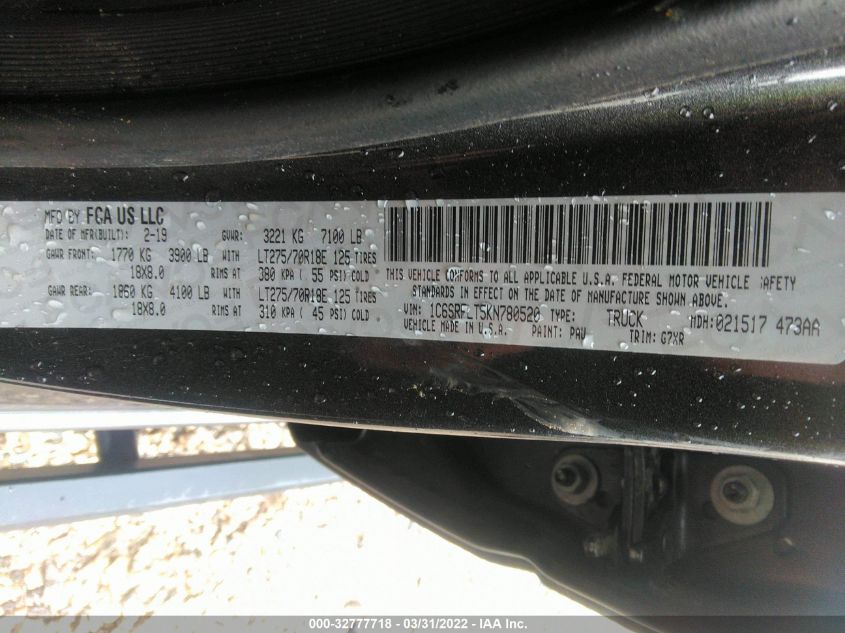 MFD BY FCA US LLC
DATE OF MFR(BUILT): 2-19 GVWR: 3221 KG 7100 LB
GAWR FRONT: 1770 KG 3900 LB WITH LT275/70R18E 125 TIRES
18X8.0 RIMS AT 380 KPA ( 55 PSI) COLD
GAWR REAR: 1850 KG 4100 LB WITH LT275/70R18E 125 TIRES
18X8.0 RIMS AT 310 KPA ( 45 PSI) COLD
THIS VEHICLE CONFORMS TO ALL APPLICABLE U.S.A. FEDERAL MOTOR VEHICLE SAFETY
STANDARDS IN EFFECT ON THE DATE OF MANUFACTURE SHOWN ABOVE.
VIN: 1C6SRFLT5KN780520 TYPE: TRUCK MDH:021517 473AA
VEHICLE MADE IN U.S.A. PAINT: PAU TRIM: G7XR
000-32777718 - 03/31/2022 - IAA Inc.